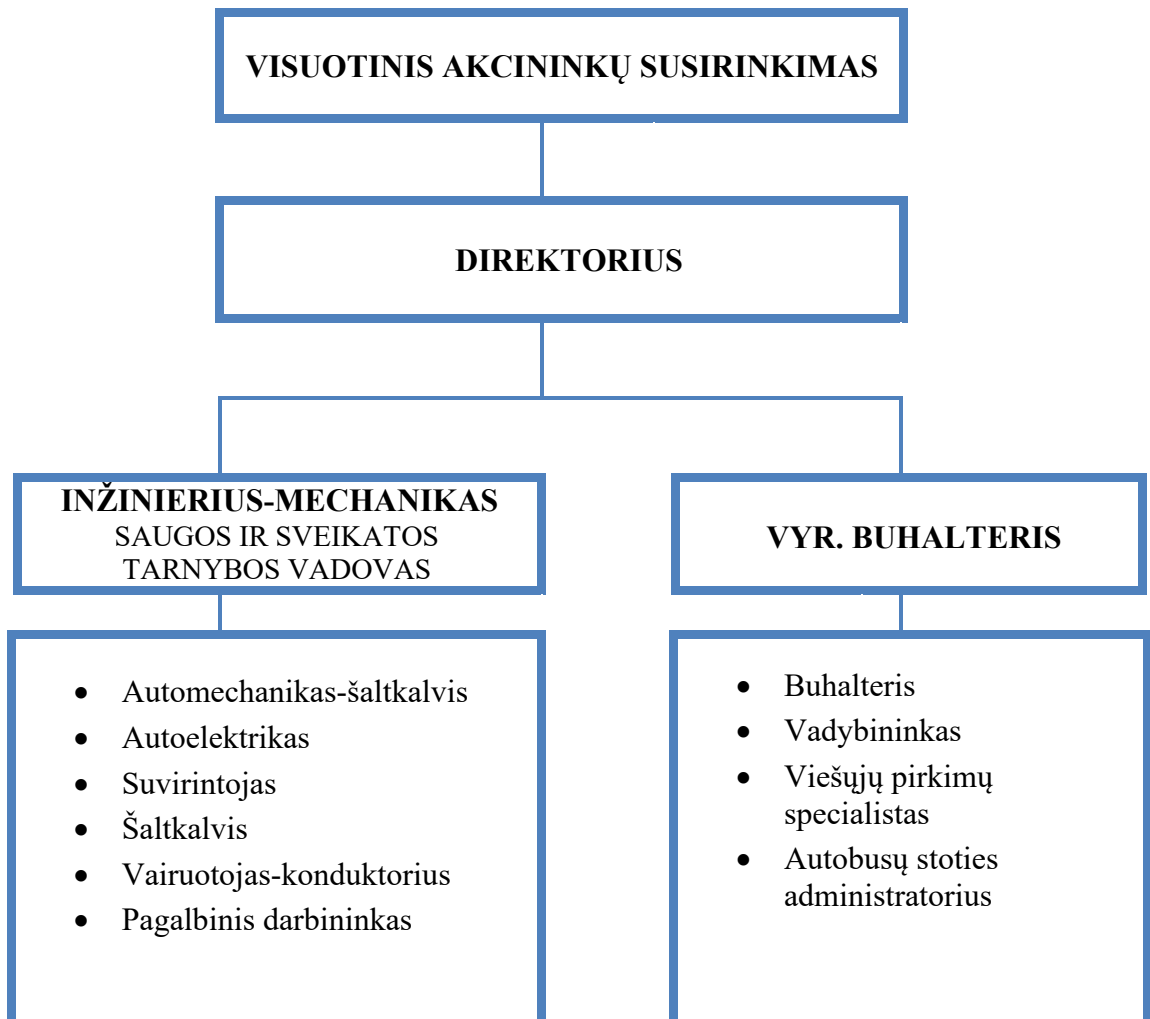 VISUOTINIS AKCININKŲ SUSIRINKIMAS
DIREKTORIUS
INŽINIERIUS-MECHANIKAS
SAUGOS IR SVEIKATOS
TARNYBOS VADOVAS
VYR. BUHALTERIS
• Automechanikas-šaltkalvis
• Autoelektrikas
• Suvirintojas
• Šaltkalvis
• Vairuotojas-konduktorius
• Pagalbinis darbininkas
• Buhalteris
• Vadybininkas
• Viešųjų pirkimų
specialistas
• Autobusų stoties
administratorius